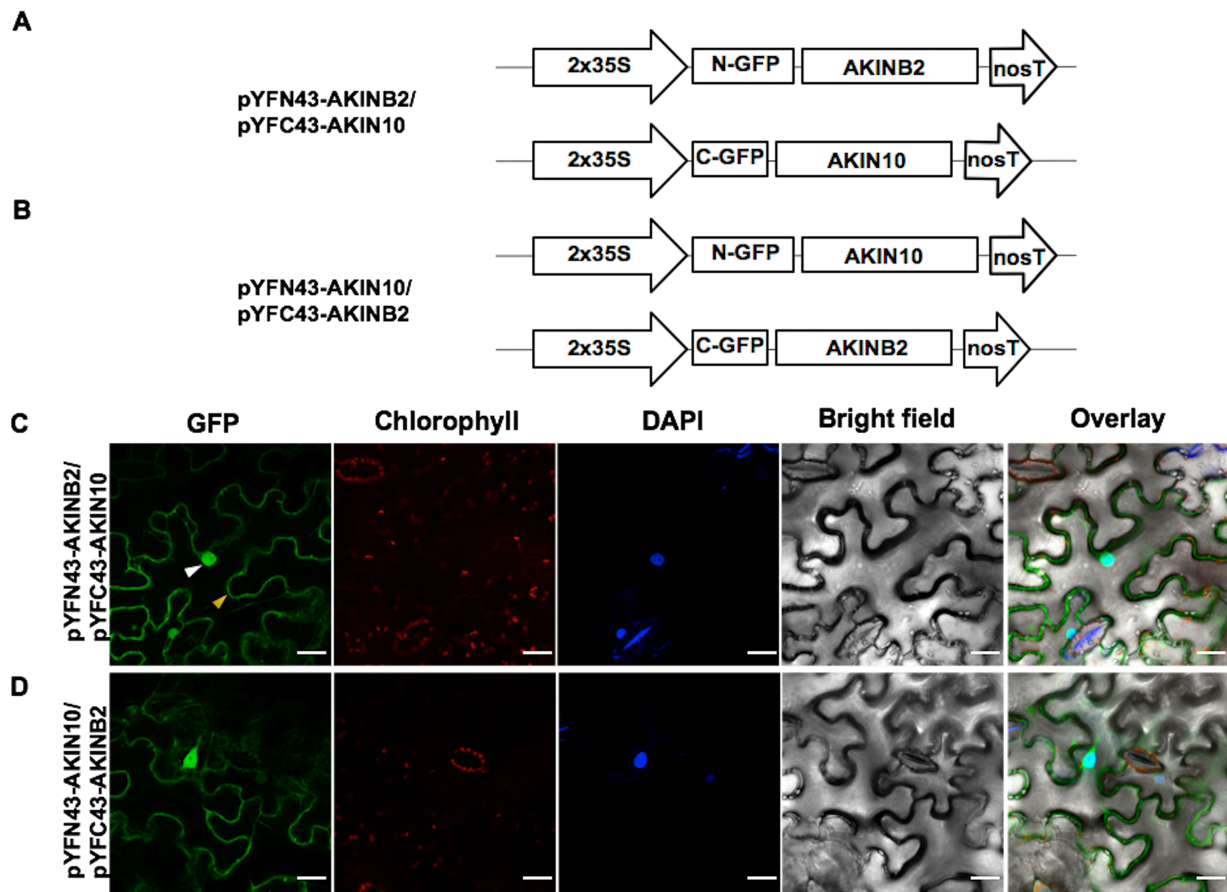 A
2x35S N-GFP AKINB2 nosT
pYFN43-AKINB2/
pYFC43-AKIN10
2x35S C-GFP AKIN10 nosT
B
2x35S N-GFP AKIN10 nosT
pYFN43-AKIN10/
pYFC43-AKINB2
2x35S C-GFP AKINB2 nosT
C GFP Chlorophyll DAPI Bright field Overlay
pYFN43-AKINB2/
pYFC43-AKIN10
D
pYFN43-AKIN10/
pYFC43-AKINB2